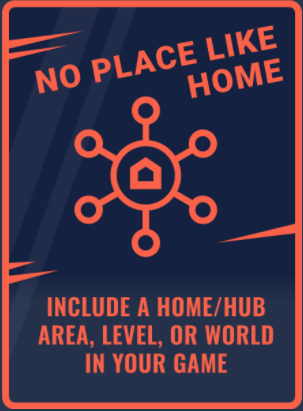 NO PLACE LIKE
HOME
INCLUDE A HOME/HUB
AREA, LEVEL, OR WORLD
IN YOUR GAME